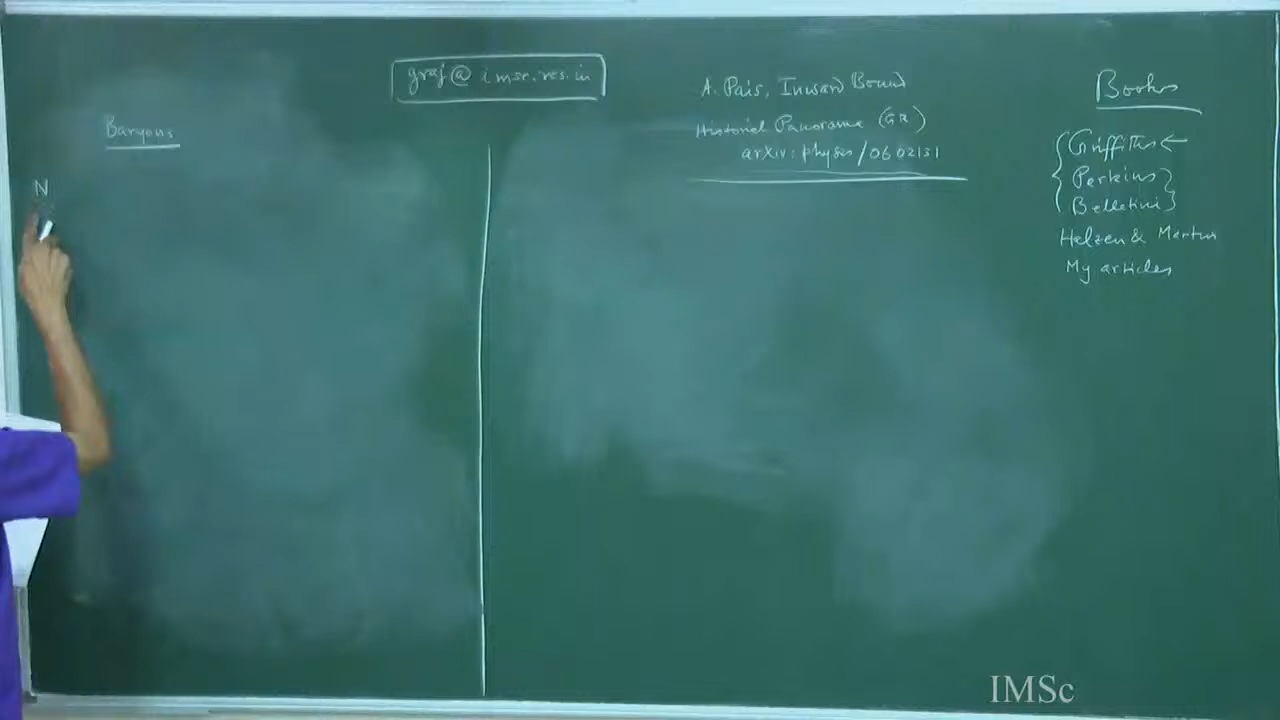 graj@imsc.res.in
Baryons
N
A. Pais, Inward Bound
Historical Panorama (GR)
arXiv: physics/0602131
Books
Griffiths ←
Perkins
Bettini
Halzen & Martin
My articles
IMSc